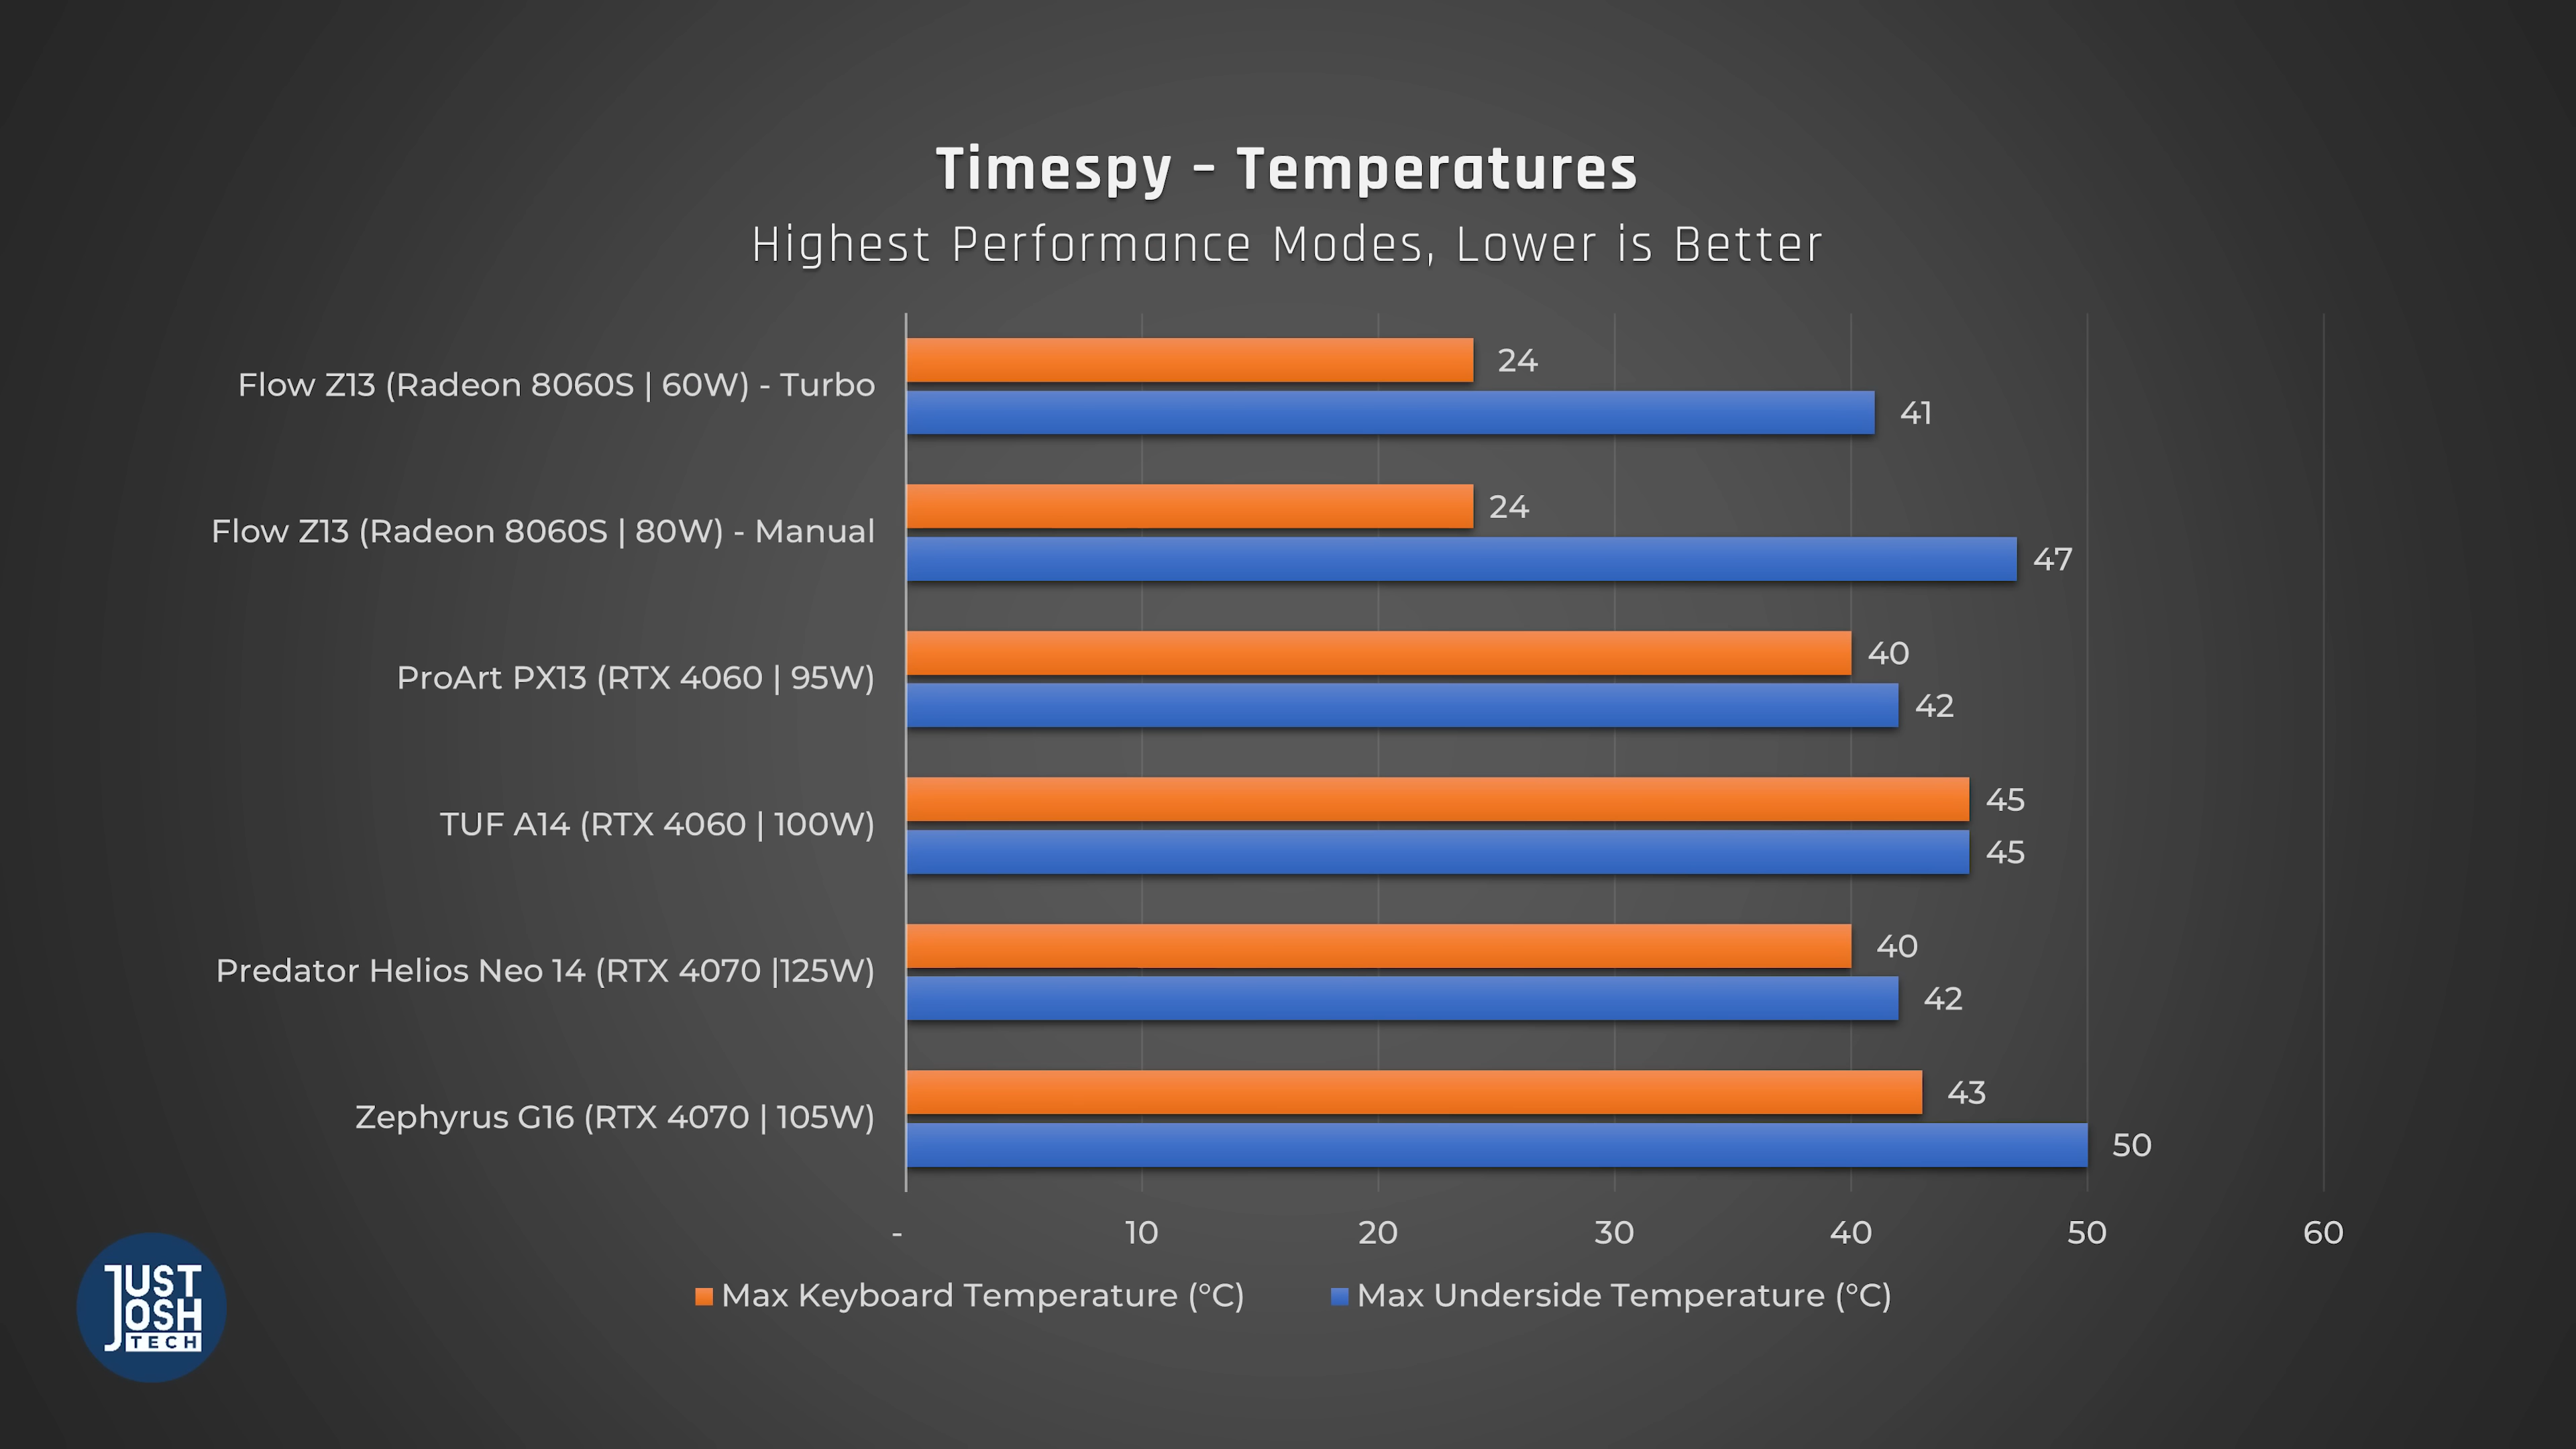 Timespy - Temperatures
Highest Performance Modes, Lower is Better
Flow Z13 (Radeon 8060S | 60W) - Turbo
24
41
Flow Z13 (Radeon 8060S | 80W) - Manual
24
47
ProArt PX13 (RTX 4060 | 95W)
40
42
TUF A14 (RTX 4060 | 100W)
45
45
Predator Helios Neo 14 (RTX 4070 |125W)
40
42
Zephyrus G16 (RTX 4070 | 105W)
43
50
- 10 20 30 40 50 60
Max Keyboard Temperature (°C) Max Underside Temperature (°C)
JUST
JOSH
TECH